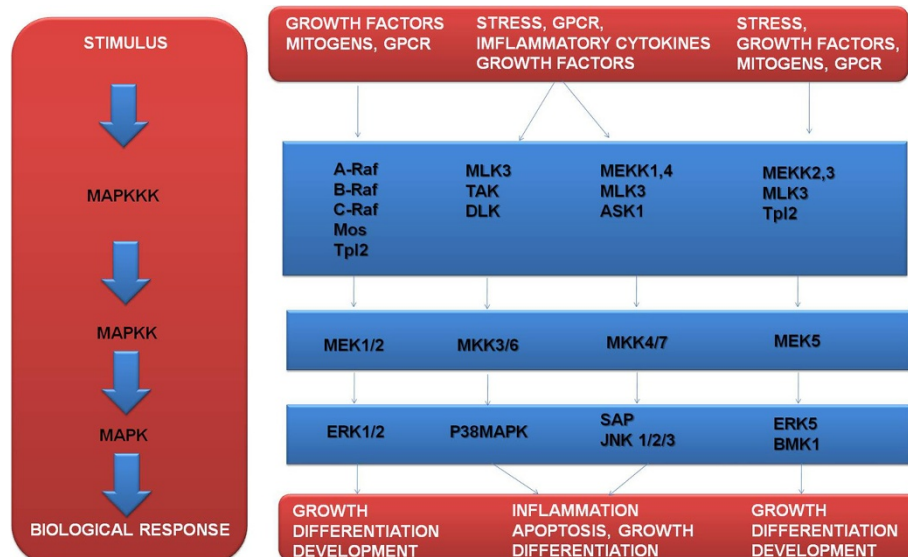 STIMULUS
MAPKKK
MAPKK
MAPK
BIOLOGICAL RESPONSE
GROWTH FACTORS
MITOGENS, GPCR
STRESS, GPCR,
IMFLAMMATORY CYTOKINES
GROWTH FACTORS
STRESS,
GROWTH FACTORS,
MITOGENS, GPCR
A-Raf
B-Raf
C-Raf
Mos
Tpl2
MLK3
TAK
DLK
MEKK1,4
MLK3
ASK1
MEKK2,3
MLK3
Tpl2
MEK1/2
MKK3/6
MKK4/7
MEK5
ERK1/2
P38MAPK
SAP
JNK 1/2/3
ERK5
BMK1
GROWTH
DIFFERENTIATION
DEVELOPMENT
INFLAMMATION
APOPTOSIS, GROWTH
DIFFERENTIATION
GROWTH
DIFFERENTIATION
DEVELOPMENT